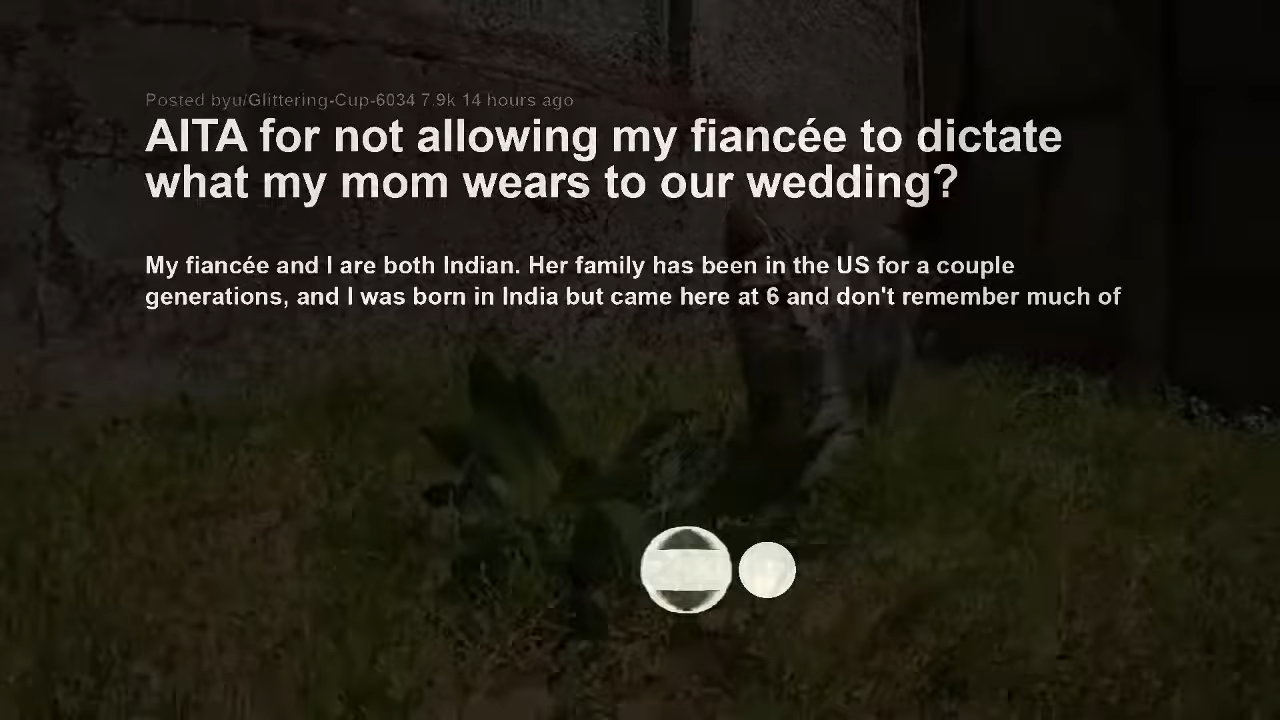 Posted byu/Glittering-Cup-6034 7.9k 14 hours ago
AITA for not allowing my fiancée to dictate
what my mom wears to our wedding?
My fiancée and I are both Indian. Her family has been in the US for a couple
generations, and I was born in India but came here at 6 and don't remember much of